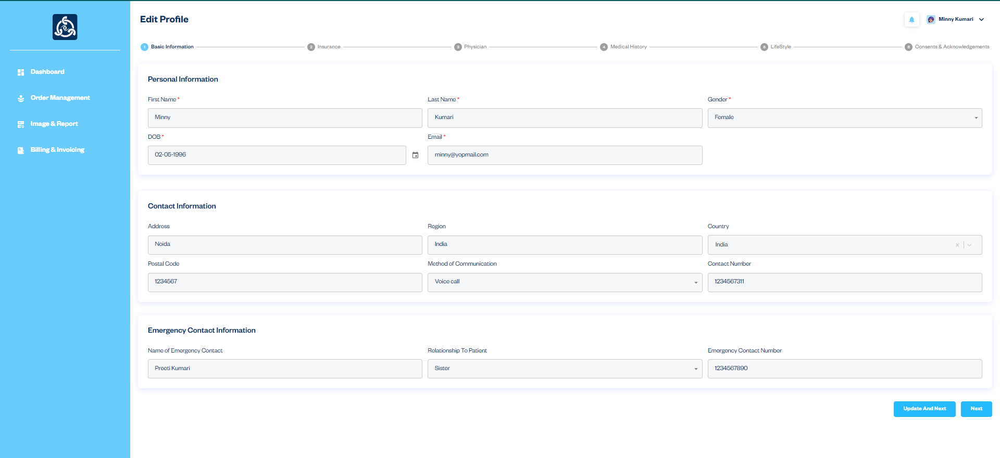 Edit Profile
Minny Kumari
1 Basic Information
2 Insurance
3 Physician
4 Medical History
5 LifeStyle
6 Consents & Acknowledgements
Dashboard
Order Management
Image & Report
Billing & Invoicing
Personal Information
First Name * Last Name * Gender *
Minny Kumari Female
DOB * Email *
02-05-1996 minny@yopmail.com
Contact Information
Address Region Country
Noida India India
Postal Code Method of Communication Contact Number
1234567 Voice call 1234567311
Emergency Contact Information
Name of Emergency Contact Relationship To Patient Emergency Contact Number
Preeti Kumari Sister 1234567890
Update And Next Next